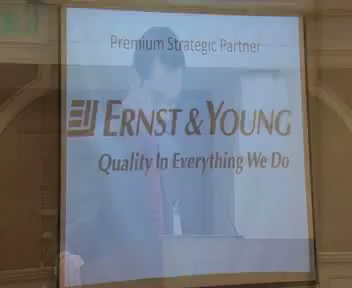 Premium Strategic Partner
ERNST & YOUNG
Quality In Everything We Do